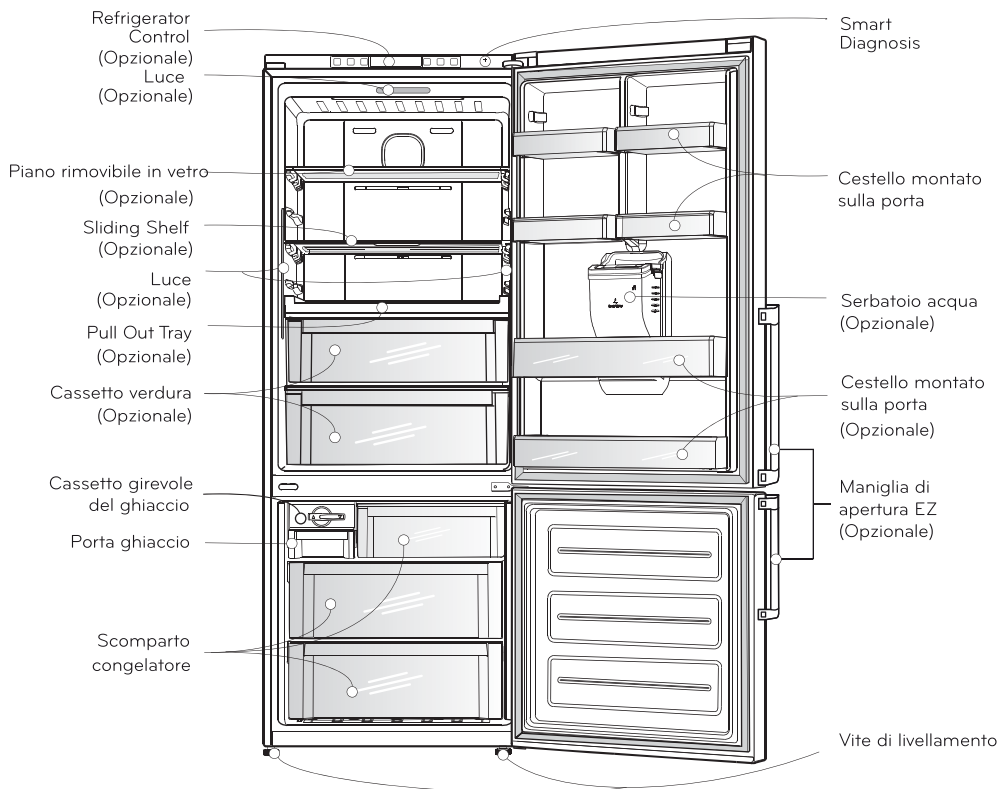 Refrigerator
Control
(Opzionale)
Luce
(Opzionale)
Piano rimovibile in vetro
(Opzionale)
Sliding Shelf
(Opzionale)
Luce
(Opzionale)
Pull Out Tray
(Opzionale)
Cassetto verdura
(Opzionale)
Cassetto girevole
del ghiaccio
Porta ghiaccio
Scomparto
congelatore
Smart
Diagnosis
Cestello montato
sulla porta
Serbatoio acqua
(Opzionale)
Cestello montato
sulla porta
(Opzionale)
Maniglia di
apertura EZ
(Opzionale)
Vite di livellamento